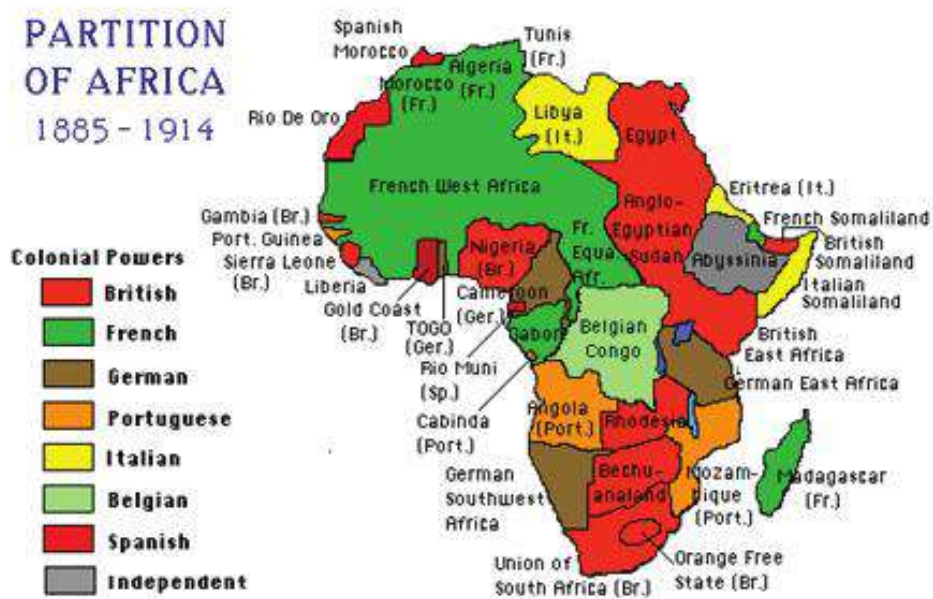 PARTITION
OF AFRICA
1885 - 1914
Spanish
Morocco
Tunis
(Fr.)
Algeria
(Fr.)
Morocco
(Fr.)
Rio De Oro
Libya
(It.)
Egypt
French West Africa
Eritrea (It.)
Gambia (Br.)
Port. Guinea
Sierra Leone
(Br.)
Liberia
Gold Coast
(Br.)
TOGO
(Ger.)
Nigeria
(Br.)
Cameroon
(Ger.)
Fr.
Equa.
Afr.
Anglo-
Egyptian
Sudan
Abyssinia
French Somaliland
British
Somaliland
Italian
Somaliland
Rio Muni
(Sp.)
Gabon
Belgian
Congo
British
East Africa
German East Africa
Cabinda
(Port.)
Angola
(Port.)
Rhodesia
German
Southwest
Africa
Bechu-
analand
Mozam-
bique
(Port.)
Madagascar
(Fr.)
Union of
South Africa (Br.)
Orange Free
State (Br.)
Colonial Powers
British
French
German
Portuguese
Italian
Belgian
Spanish
Independent